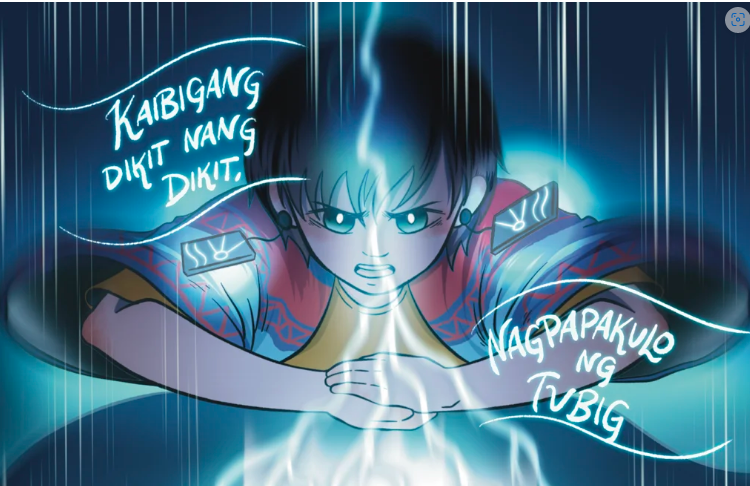 KAIBIGANG
DIKIT NANG
DIKIT.
NAGPAPAKULO
NG
TUBIG